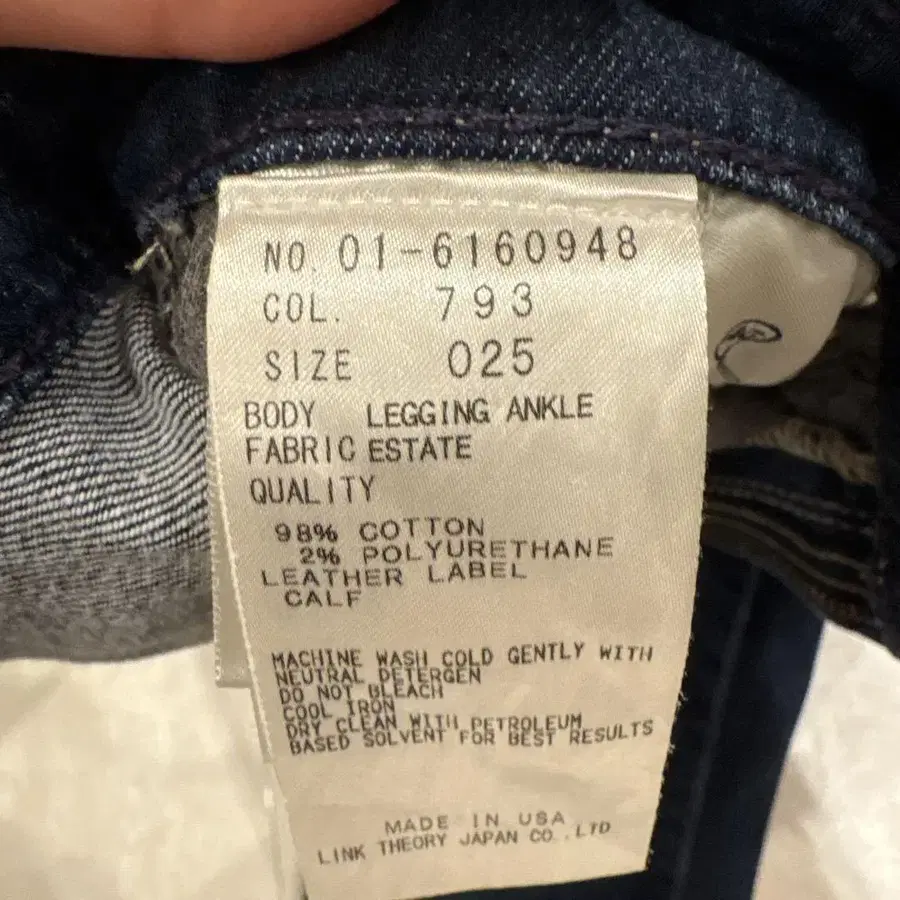 NO. 01-6160948
COL. 793
SIZE 025
BODY LEGGING ANKLE
FABRIC ESTATE
QUALITY
98% COTTON
2% POLYURETHANE
LEATHER LABEL
CALF
MACHINE WASH COLD GENTLY WITH
NEUTRAL DETERGEN
DO NOT BLEACH
COOL IRON
DRY CLEAN WITH PETROLEUM
BASED SOLVENT FOR BEST RESULTS
MADE IN USA
LINK THEORY JAPAN CO.,LTD